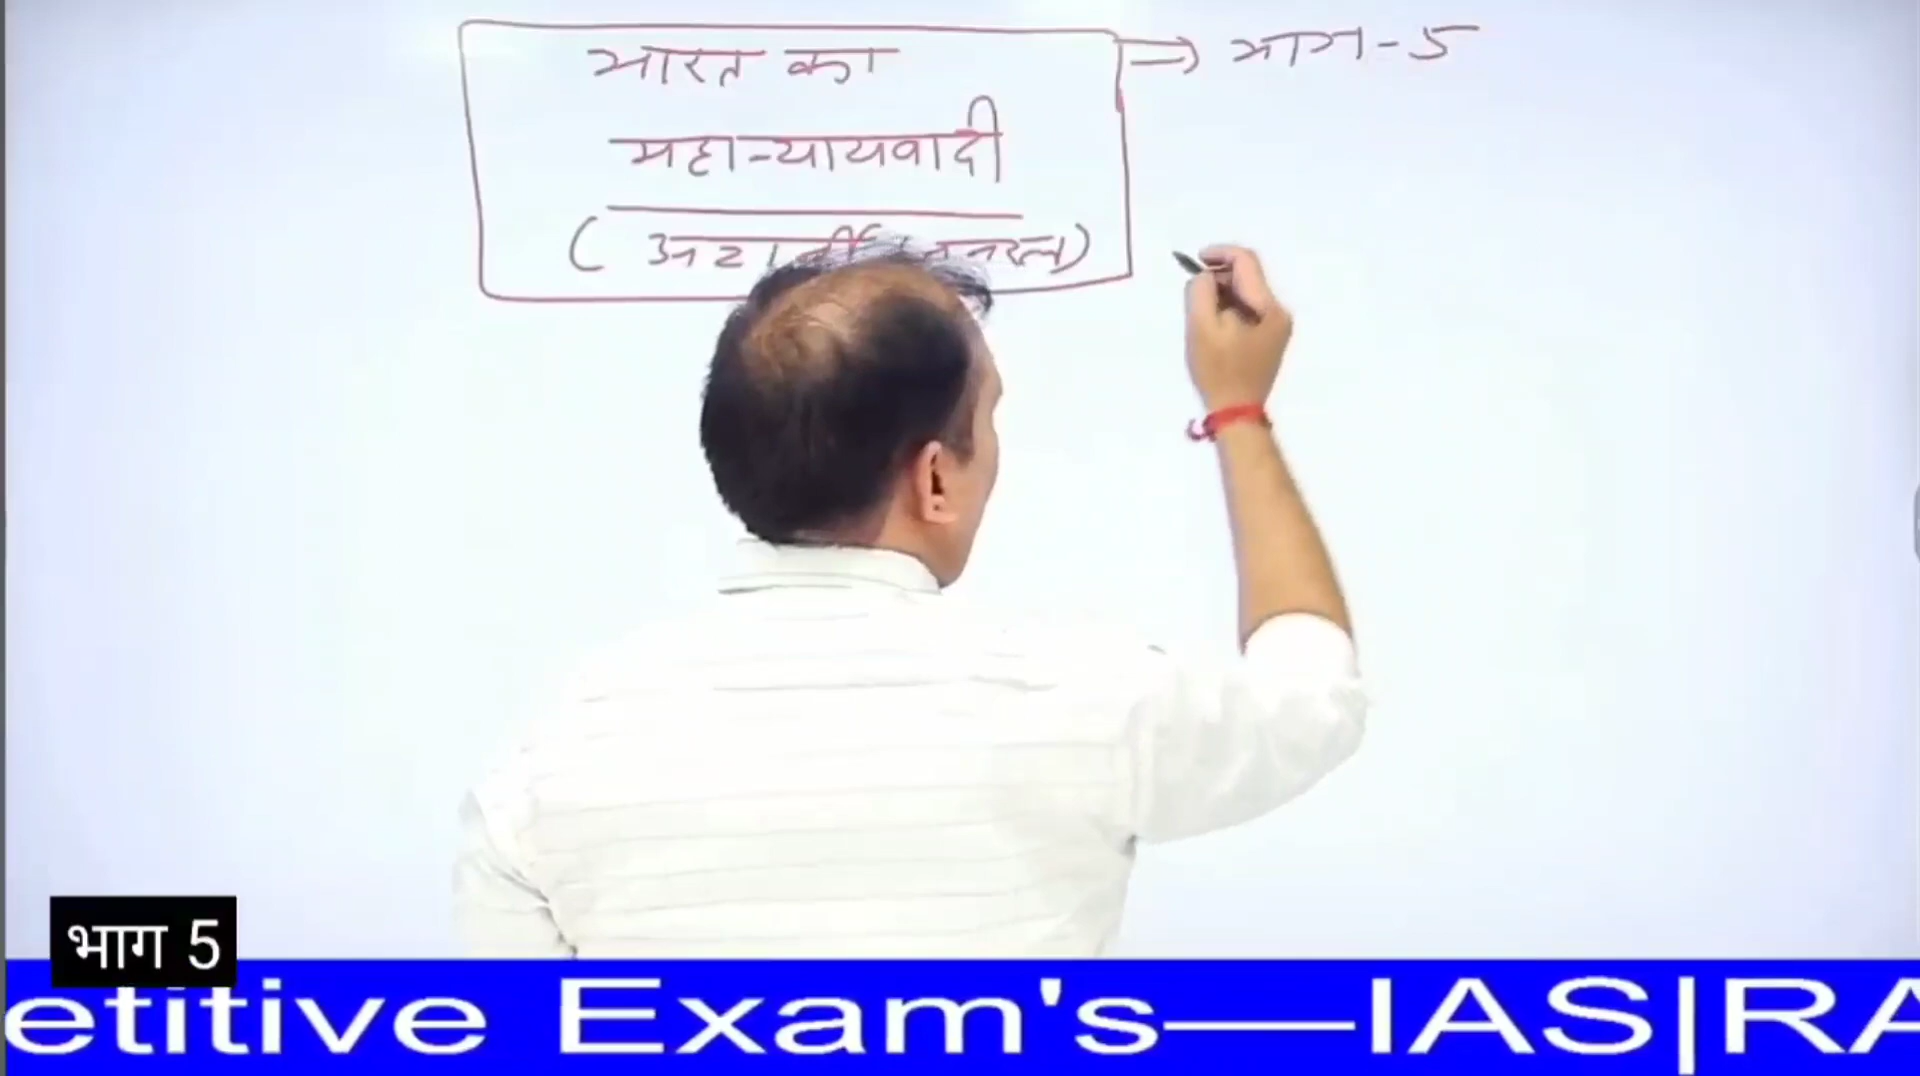 भारत का → भाग-5
महान्यायवादी
भाग 5
etitive Exam's—IAS|RA